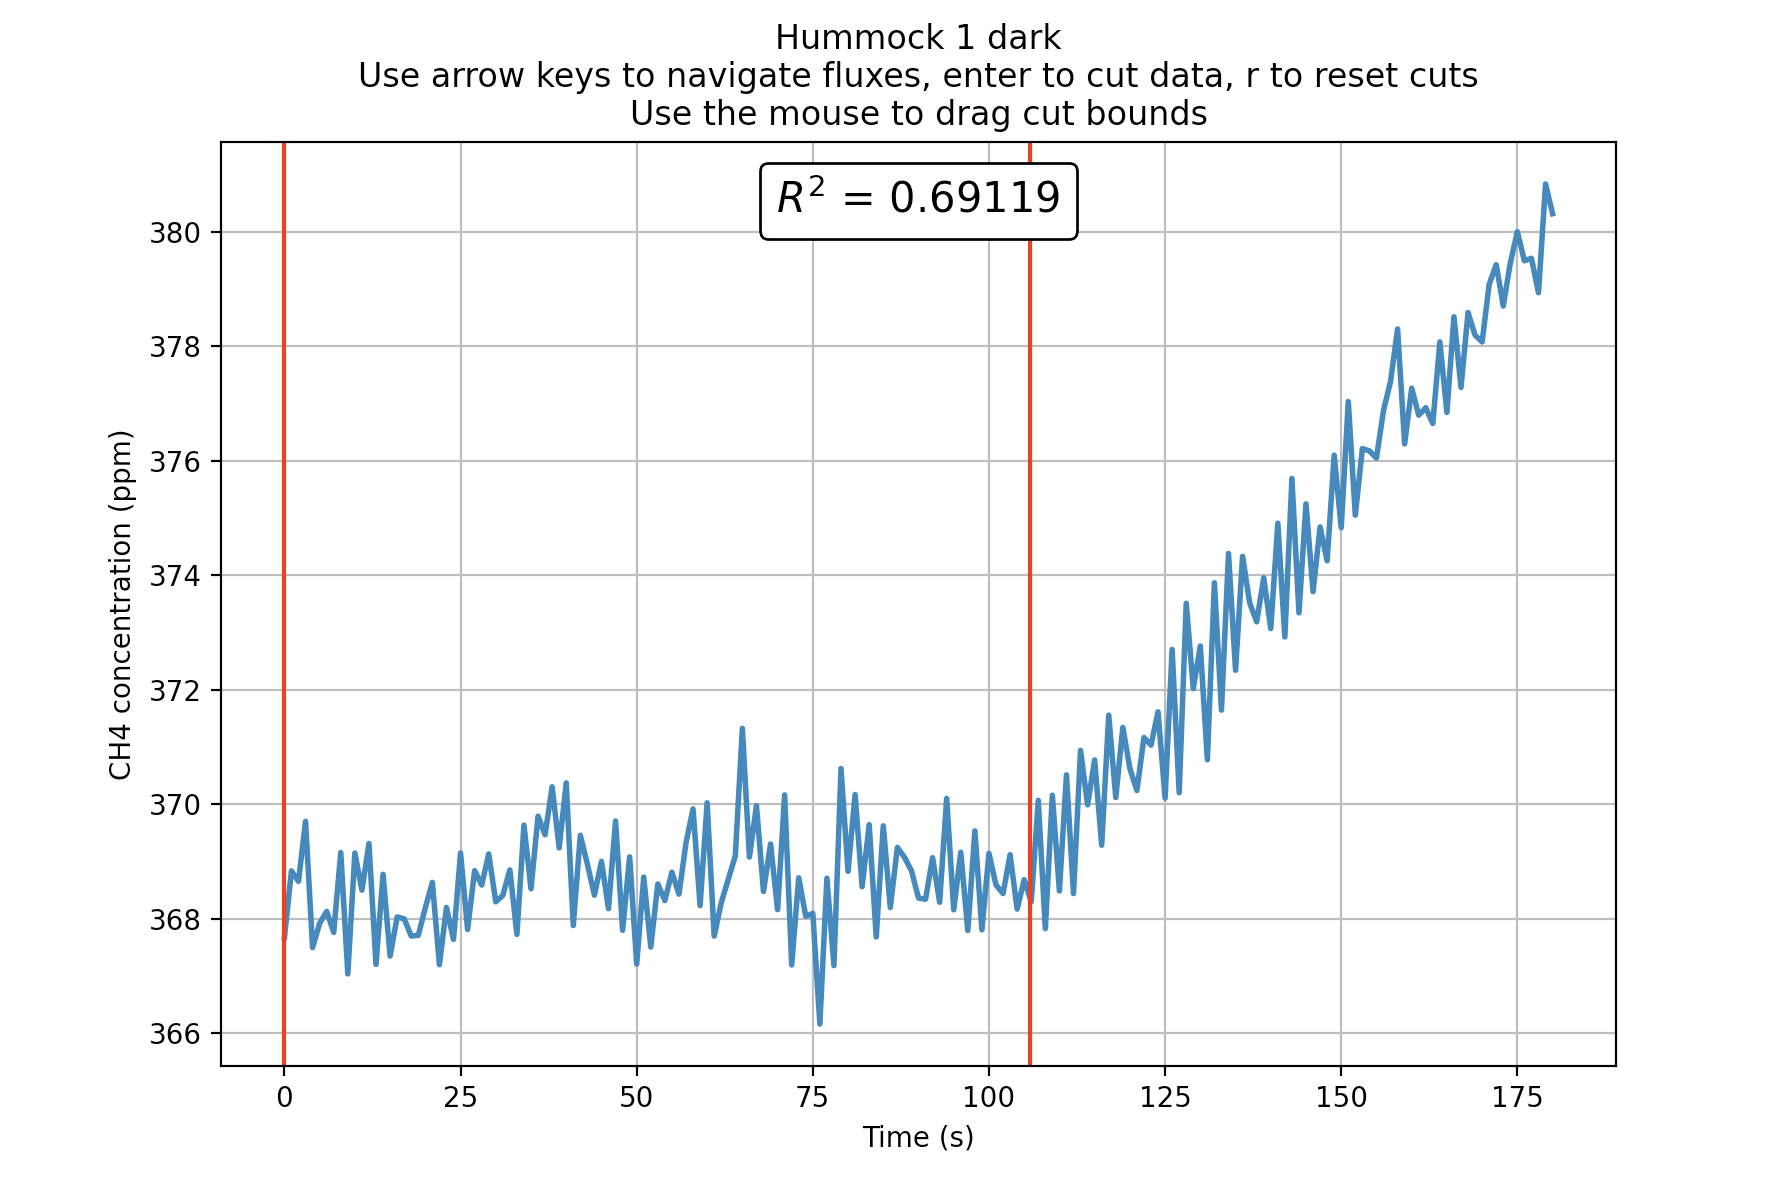 Hummock 1 dark
Use arrow keys to navigate fluxes, enter to cut data, r to reset cuts
Use the mouse to drag cut bounds
R² = 0.69119
380
378
376
374
372
370
368
366
CH4 concentration (ppm)
0 25 50 75 100 125 150 175
Time (s)